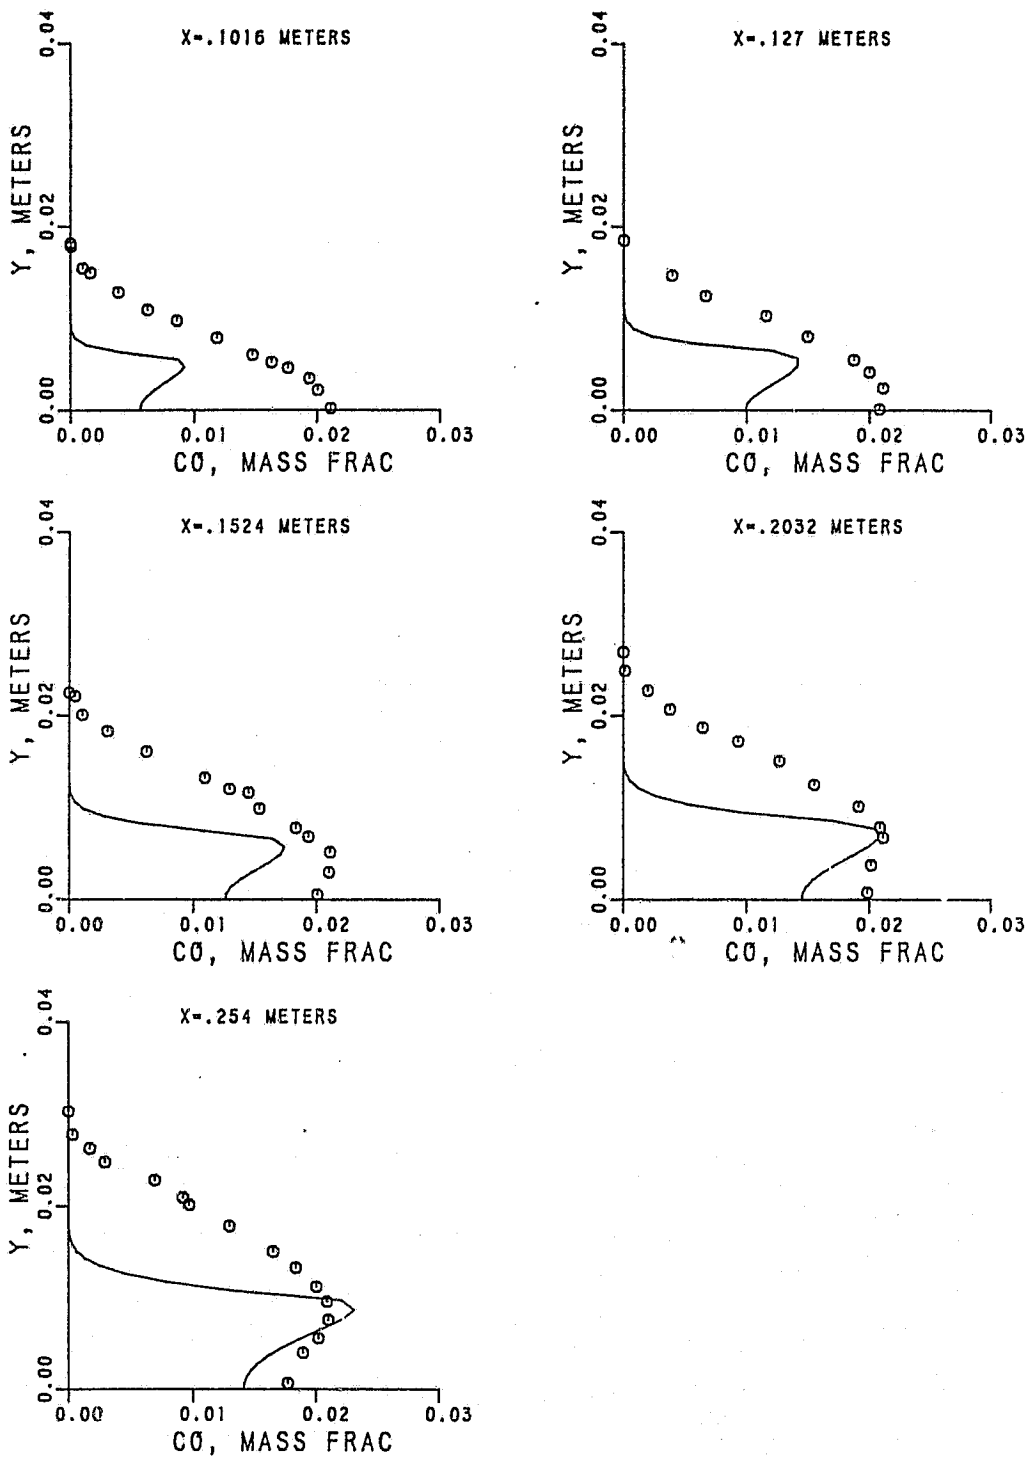 X=.1016 METERS
0.04
0.02
0.00
Y, METERS
0.00 0.01 0.02 0.03
CO, MASS FRAC
X=.127 METERS
0.04
0.02
0.00
Y, METERS
0.00 0.01 0.02 0.03
CO, MASS FRAC
X=.1524 METERS
0.04
0.02
0.00
Y, METERS
0.00 0.01 0.02 0.03
CO, MASS FRAC
X=.2032 METERS
0.04
0.02
0.00
Y, METERS
0.00 0.01 0.02 0.03
CO, MASS FRAC
X=.254 METERS
0.04
0.02
0.00
Y, METERS
0.00 0.01 0.02 0.03
CO, MASS FRAC